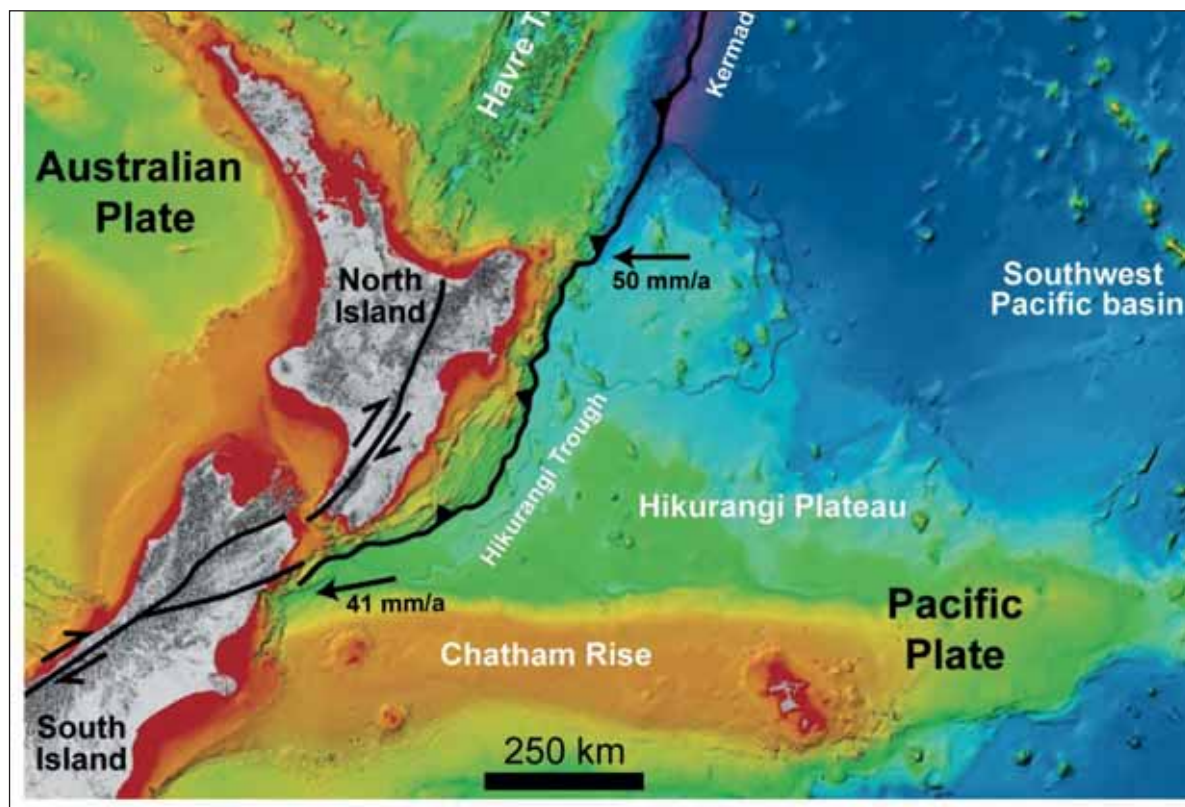 Havre T
Kermad
Australian
Plate
North
Island
50 mm/a
Southwest
Pacific basin
Hikurangi Trough
Hikurangi Plateau
41 mm/a
Pacific
Plate
Chatham Rise
South
Island
250 km